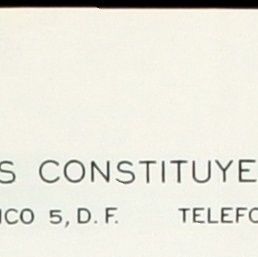 S CONSTITUYE
ICO 5, D. F. TELEFO